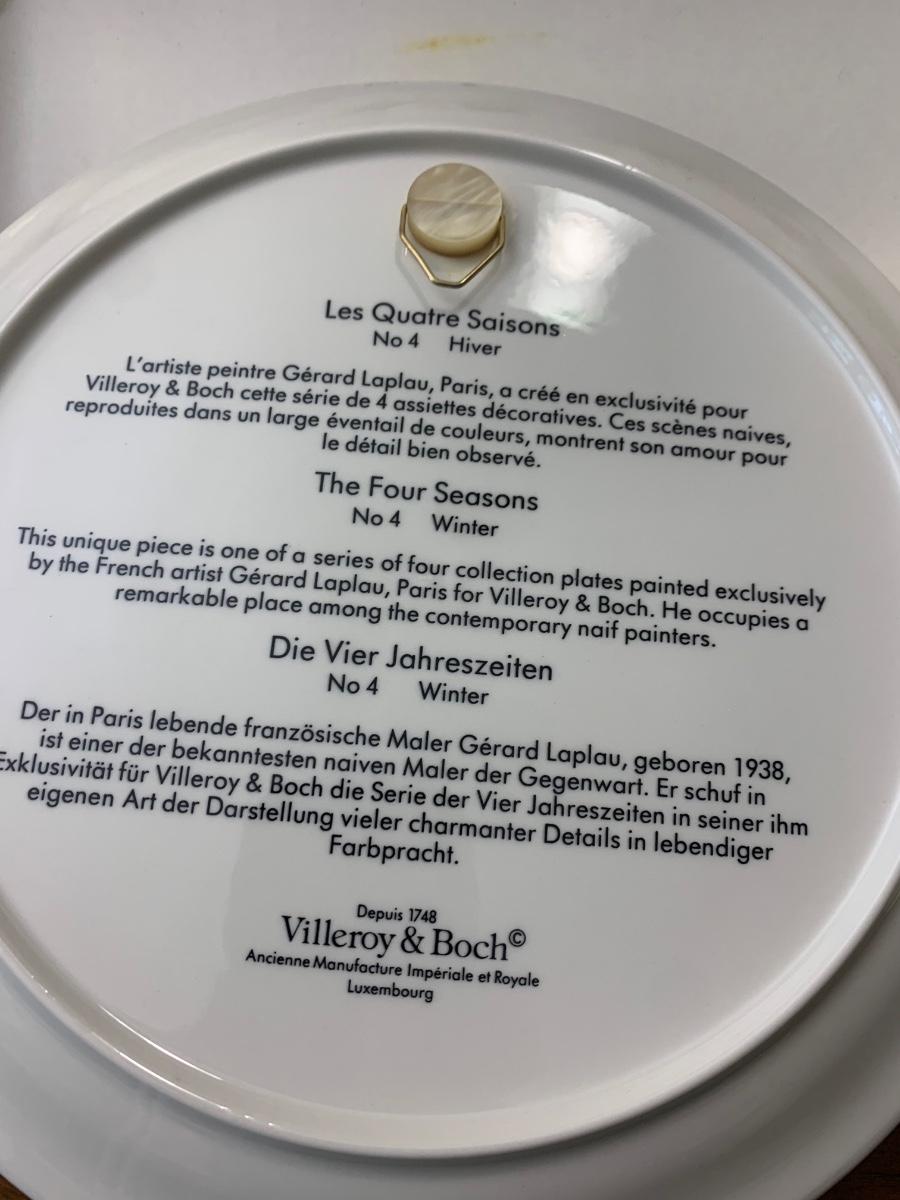 Les Quatre Saisons
No 4 Hiver
L'artiste peintre Gérard Laplau, Paris, a créé en exclusivité pour
Villeroy & Boch cette série de 4 assiettes décoratives. Ces scènes naives,
reproduites dans un large éventail de couleurs, montrent son amour pour
le détail bien observé.
The Four Seasons
No 4 Winter
This unique piece is one of a series of four collection plates painted exclusively
by the French artist Gérard Laplau, Paris for Villeroy & Boch. He occupies a
remarkable place among the contemporary naif painters.
Die Vier Jahreszeiten
No 4 Winter
Der in Paris lebende französische Maler Gérard Laplau, geboren 1938,
ist einer der bekanntesten naiven Maler der Gegenwart. Er schuf in
Exklusivität für Villeroy & Boch die Serie der Vier Jahreszeiten in seiner ihm
eigenen Art der Darstellung vieler charmanter Details in lebendiger
Farbpracht.
Depuis 1748
Villeroy & Boch©
Ancienne Manufacture Impériale et Royale
Luxembourg